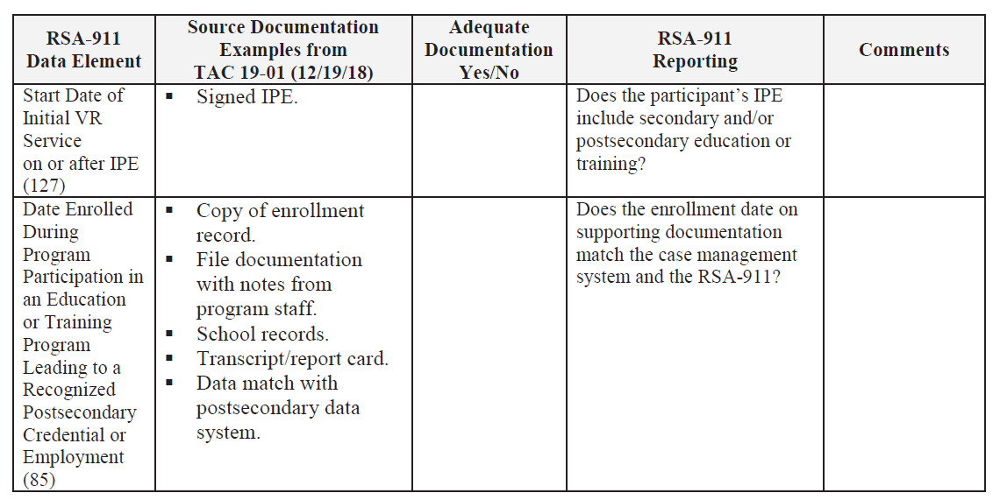 RSA-911
Data Element
Source Documentation
Examples from
TAC 19-01 (12/19/18)
Adequate
Documentation
Yes/No
RSA-911
Reporting
Comments
Start Date of
Initial VR
Service
on or after IPE
(127)
▪ Signed IPE.
Does the participant’s IPE
include secondary and/or
postsecondary education or
training?
Date Enrolled
During
Program
Participation in
an Education
or Training
Program
Leading to a
Recognized
Postsecondary
Credential or
Employment
(85)
▪ Copy of enrollment
record.
▪ File documentation
with notes from
program staff.
▪ School records.
▪ Transcript/report card.
▪ Data match with
postsecondary data
system.
Does the enrollment date on
supporting documentation
match the case management
system and the RSA-911?